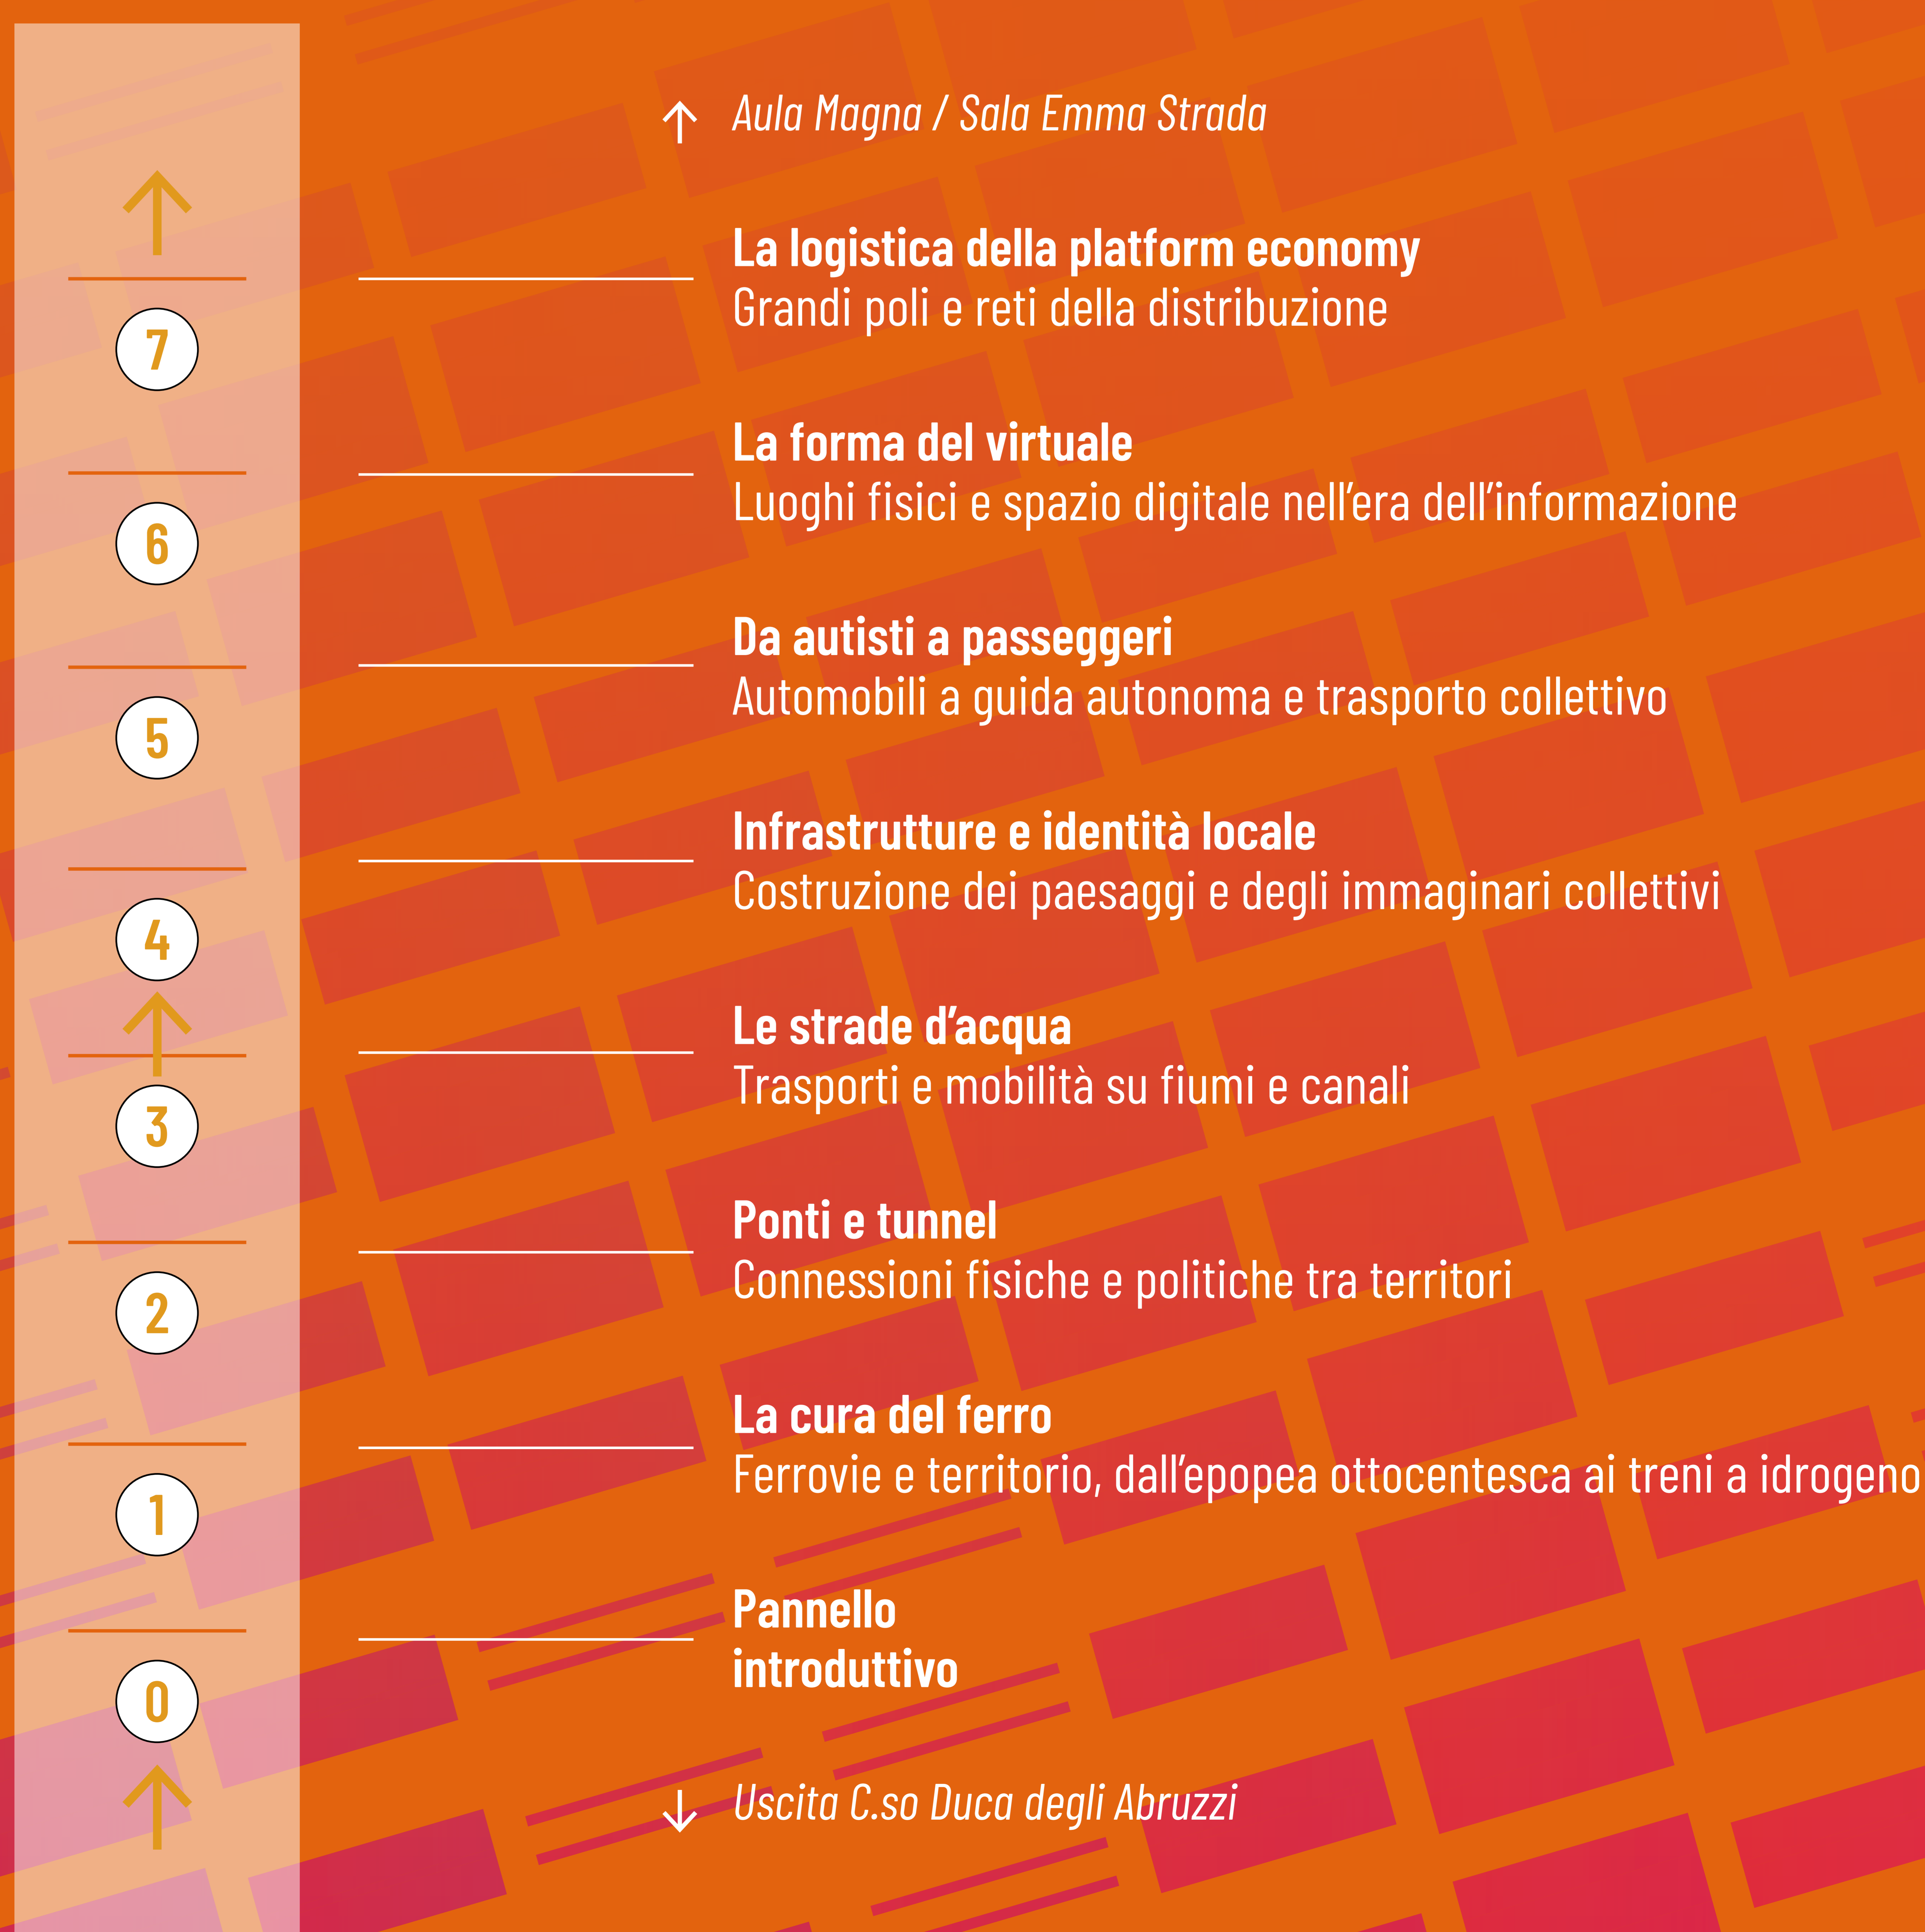 ↑ Aula Magna / Sala Emma Strada
La logistica della platform economy
Grandi poli e reti della distribuzione
7
La forma del virtuale
Luoghi fisici e spazio digitale nell’era dell’informazione
6
Da autisti a passeggeri
Automobili a guida autonoma e trasporto collettivo
5
Infrastrutture e identità locale
Costruzione dei paesaggi e degli immaginari collettivi
4
Le strade d’acqua
Trasporti e mobilità su fiumi e canali
3
Ponti e tunnel
Connessioni fisiche e politiche tra territori
2
La cura del ferro
Ferrovie e territorio, dall’epopea ottocentesca ai treni a idrogeno
1
Pannello
introduttivo
0
↓ Uscita C.so Duca degli Abruzzi